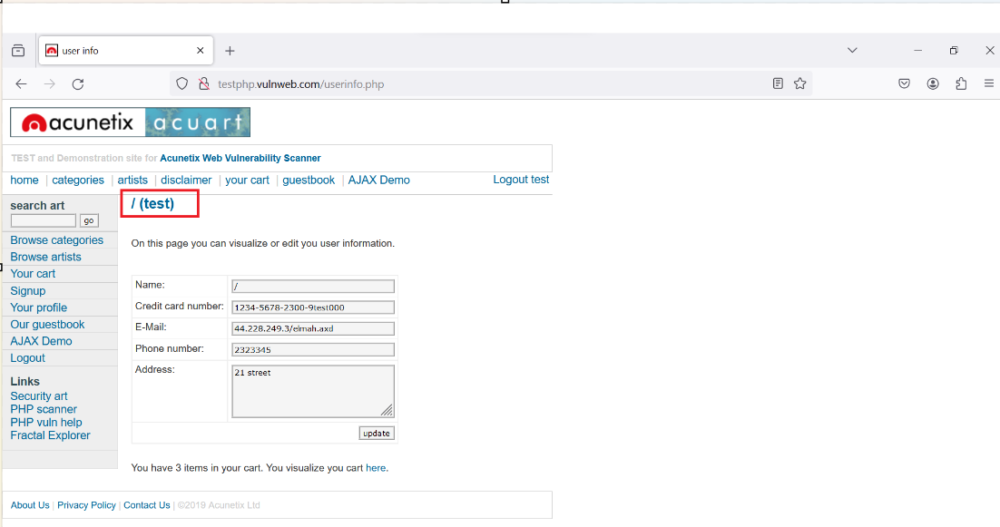 user info
testphp.vulnweb.com/userinfo.php
acunetix acuart
TEST and Demonstration site for Acunetix Web Vulnerability Scanner
home | categories | artists | disclaimer | your cart | guestbook | AJAX Demo Logout test
search art
go
Browse categories
Browse artists
Your cart
Signup
Your profile
Our guestbook
AJAX Demo
Logout
Links
Security art
PHP scanner
PHP vuln help
Fractal Explorer
/ (test)
On this page you can visualize or edit you user information.
Name: /
Credit card number: 1234-5678-2300-9test000
E-Mail: 44.228.249.3/elmah.axd
Phone number: 2323345
Address: 21 street
update
You have 3 items in your cart. You visualize you cart here.
About Us | Privacy Policy | Contact Us | ©2019 Acunetix Ltd